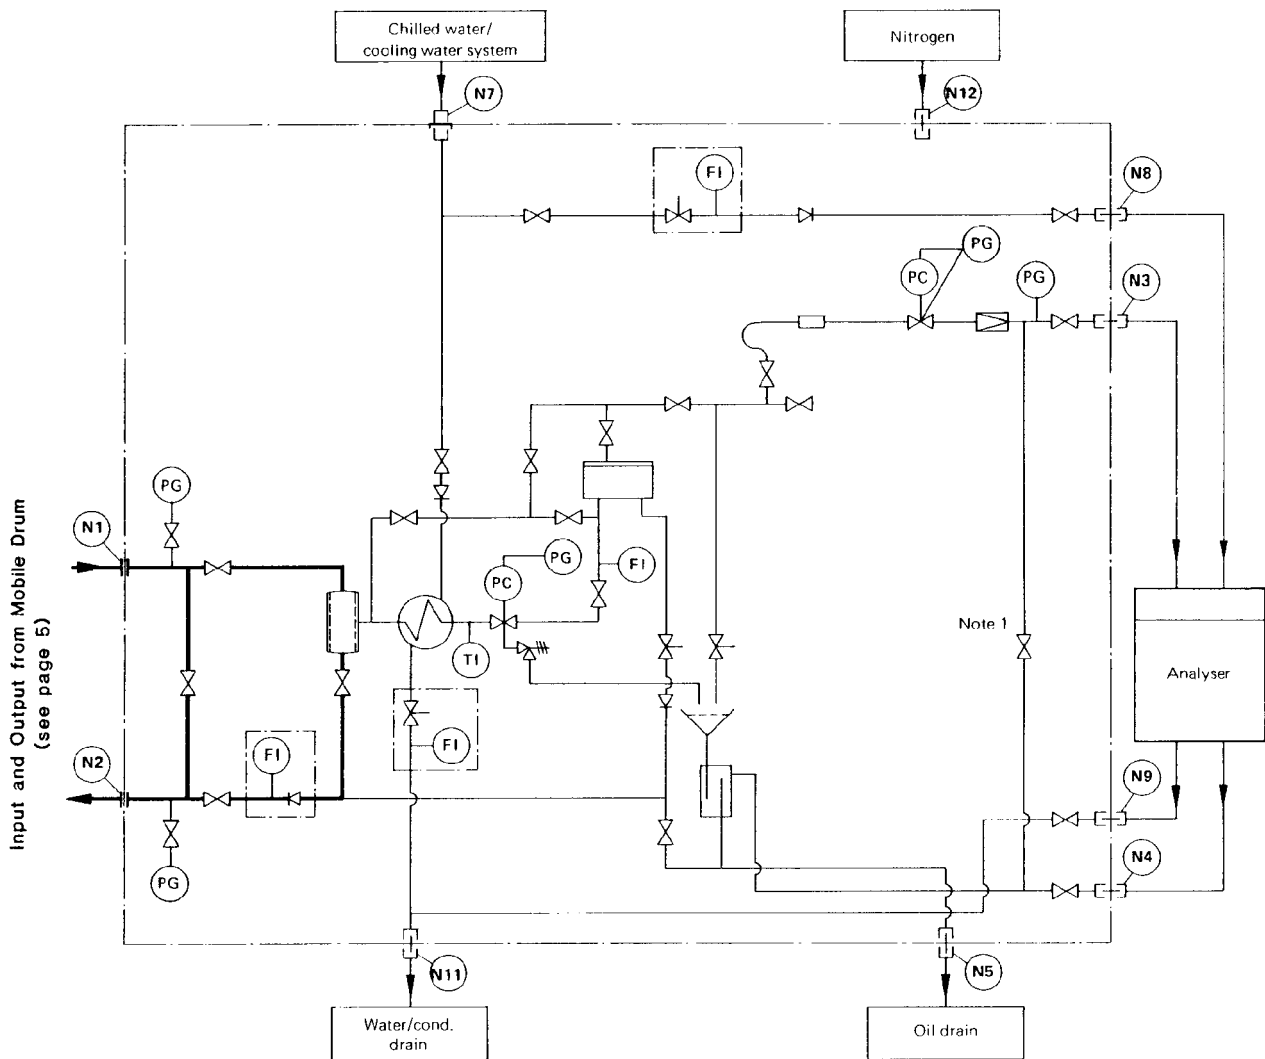 Chilled water/
cooling water system
Nitrogen
N7
N12
FI
N8
PG
PC
PG
N3
PG
N1
PG
PC
FI
Input and Output from Mobile Drum
(see page 5)
TI
Note 1
Analyser
FI
FI
N2
N9
PG
N4
N11
N5
Water/cond.
drain
Oil drain